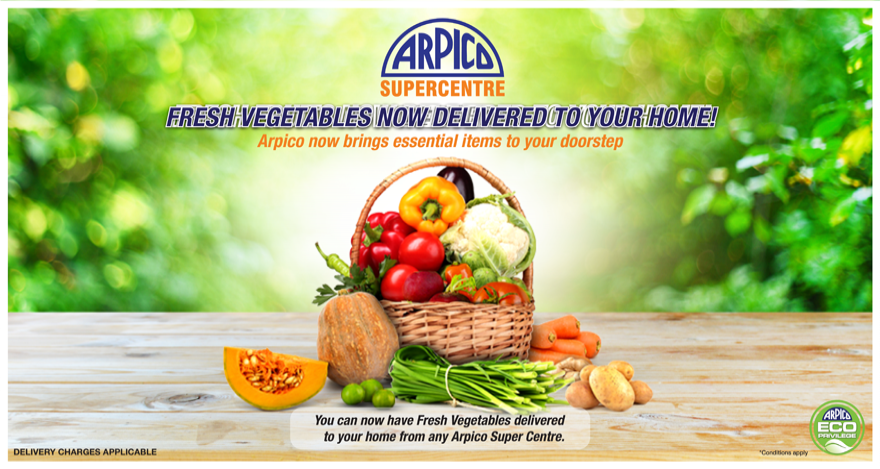 ARPICO
SUPERCENTRE
FRESH VEGETABLES NOW DELIVERED TO YOUR HOME!
Arpico now brings essential items to your doorstep
You can now have Fresh Vegetables delivered
to your home from any Arpico Super Centre.
DELIVERY CHARGES APPLICABLE
*Conditions apply
ARPICO
ECO
PRIVILEGE